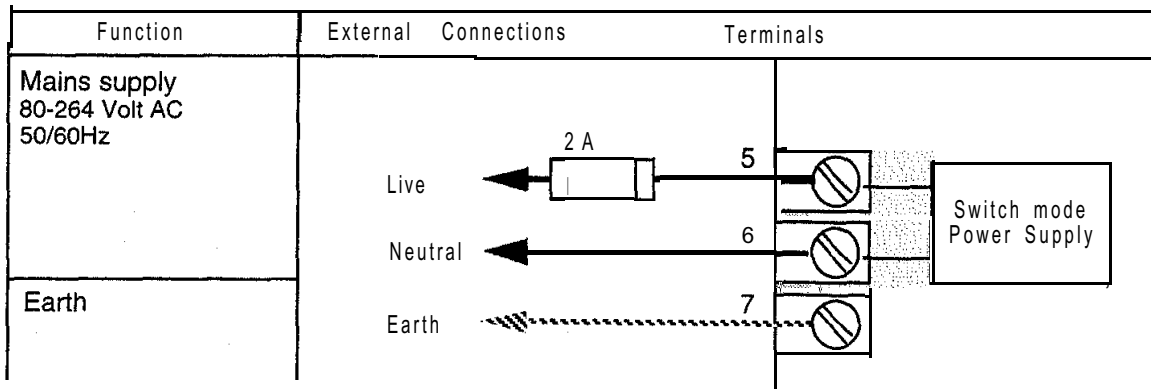 Function External Connections Terminals
Mains supply
80-264 Volt AC
50/60Hz
2 A
Live 5
Neutral 6
Switch mode
Power Supply
Earth
Earth 7